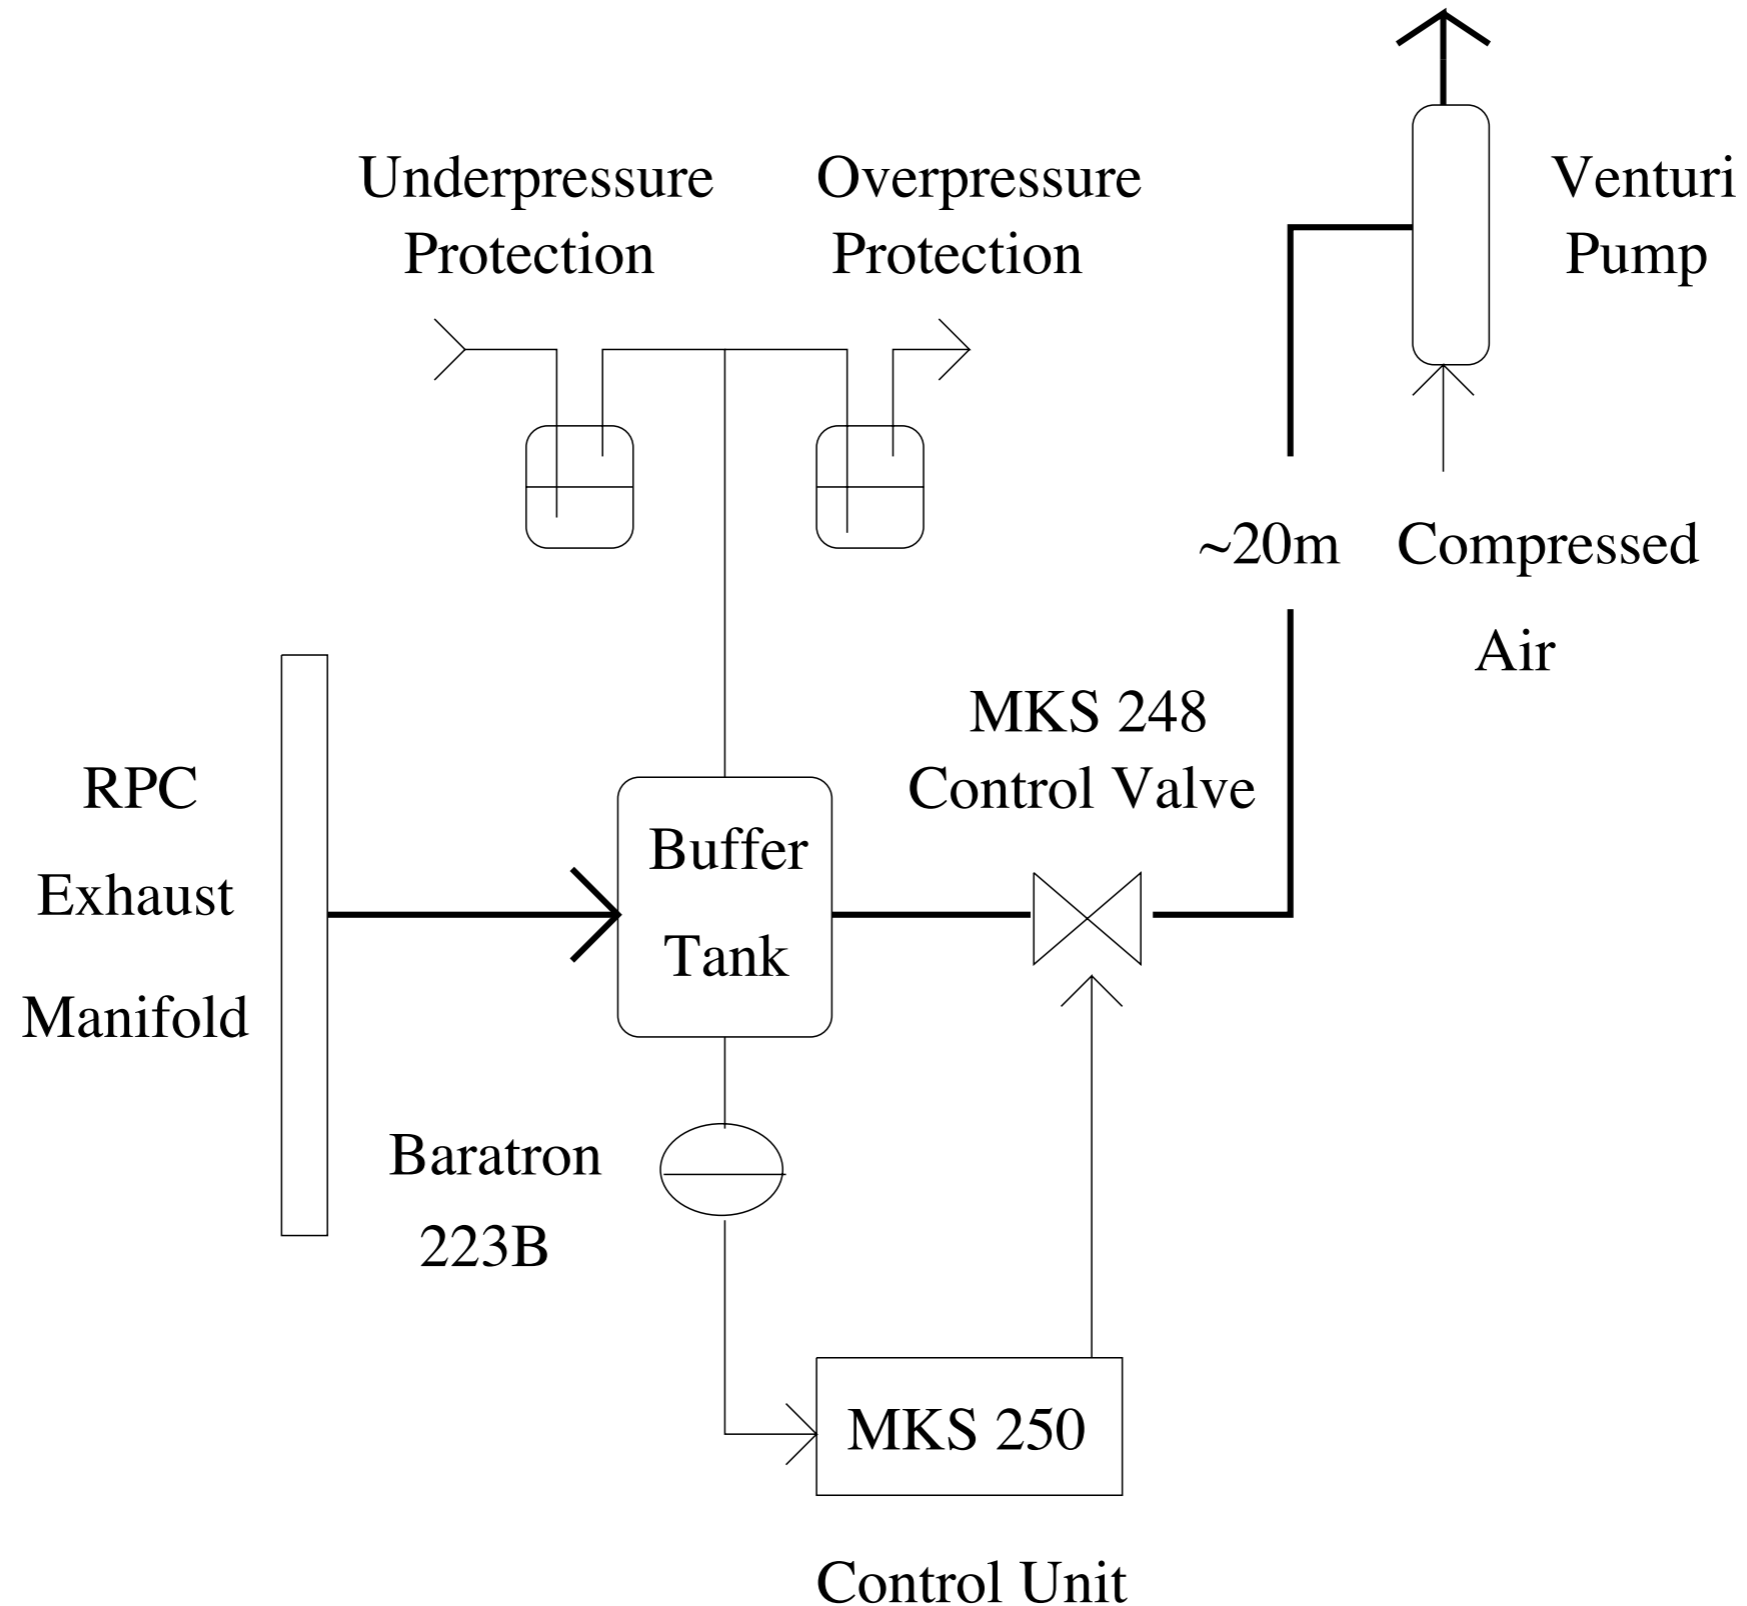 Underpressure
Protection
Overpressure
Protection
Venturi
Pump
~20m
Compressed
Air
MKS 248
Control Valve
RPC
Exhaust
Manifold
Buffer
Tank
Baratron
223B
MKS 250
Control Unit